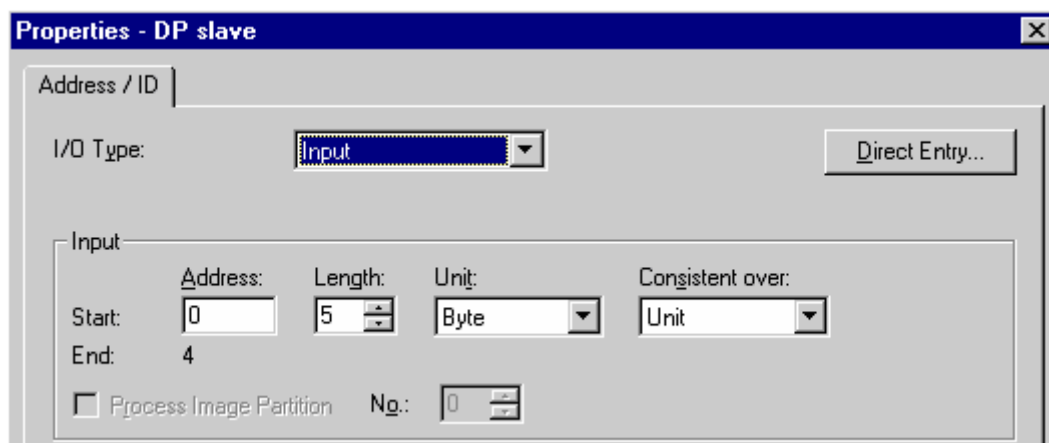 Properties - DP slave
Address / ID
I/O Type: Input Direct Entry...
Input
Address: Length: Unit: Consistent over:
Start: 0 5 Byte Unit
End: 4
Process Image Partition No.: 0